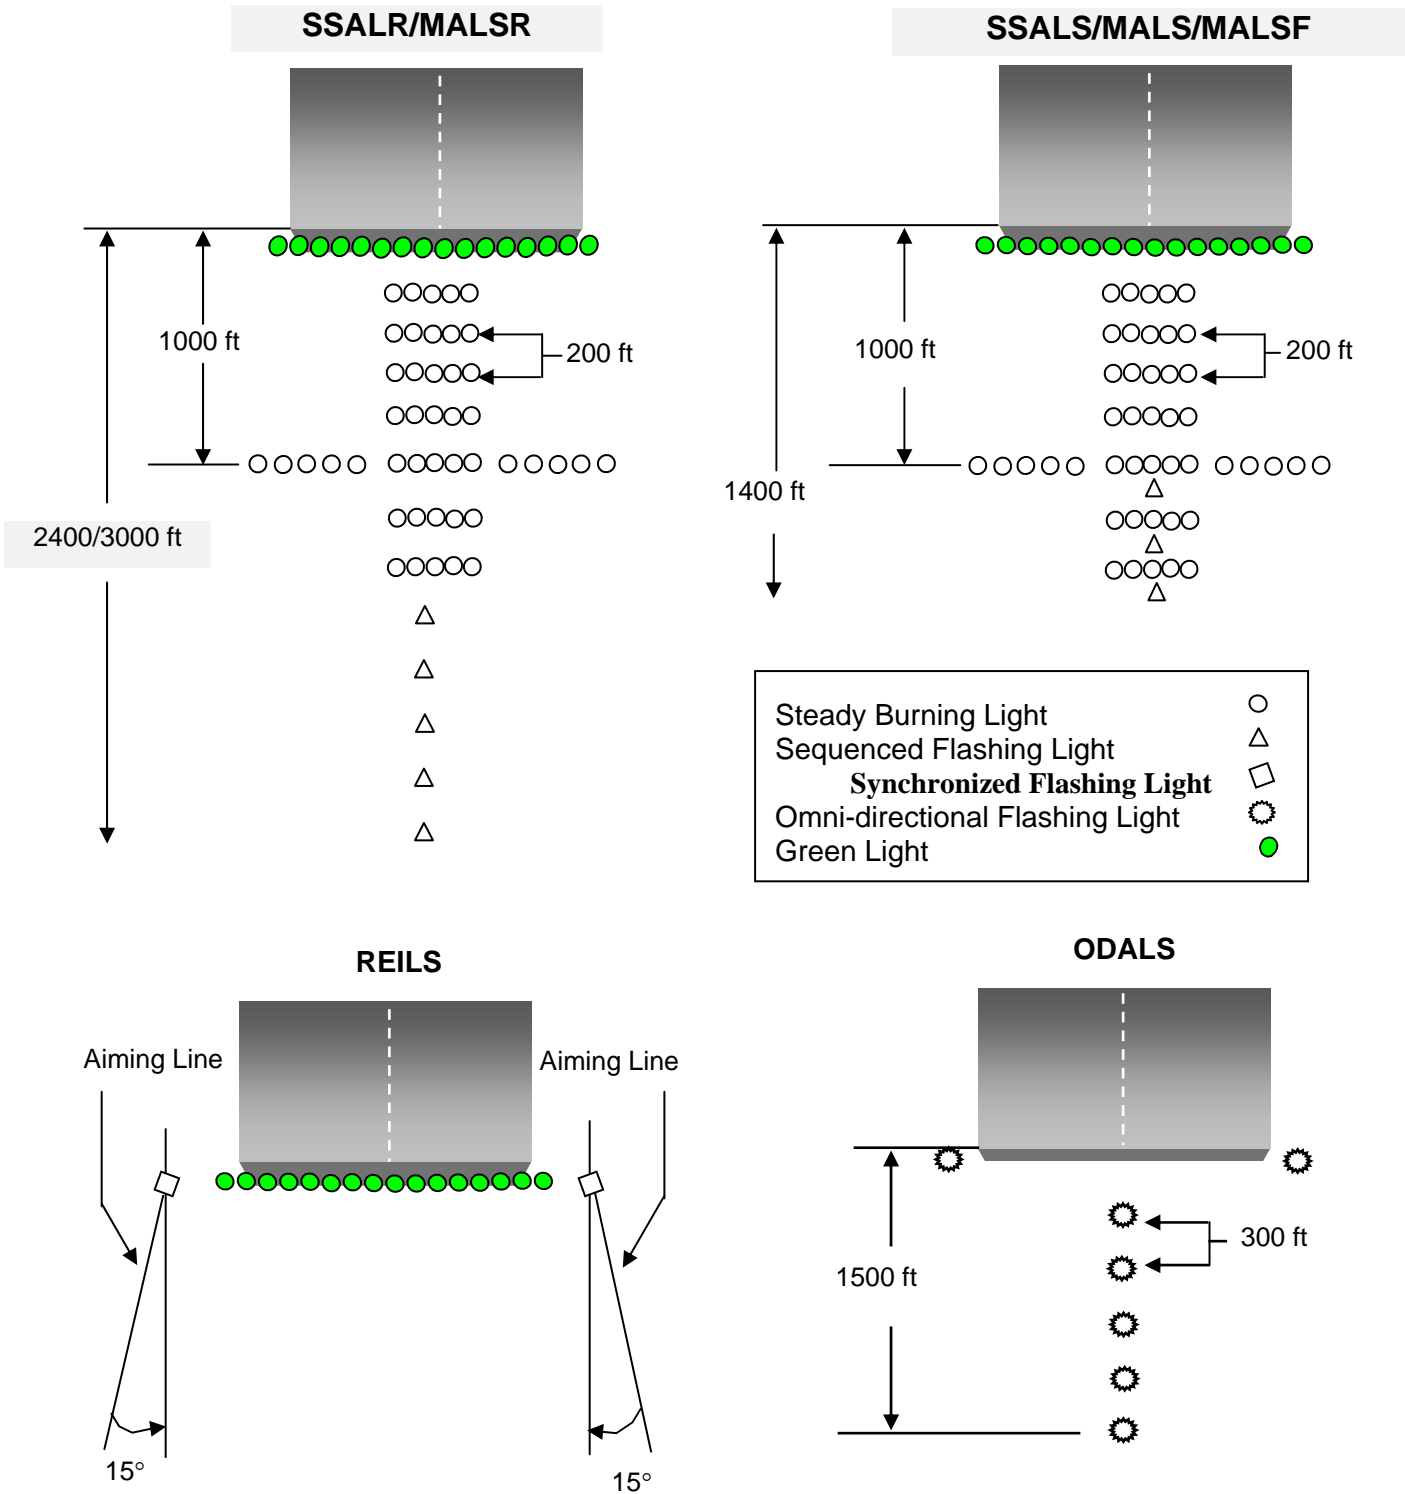 SSALR/MALSR
1000 ft
200 ft
2400/3000 ft
SSALS/MALS/MALSF
1000 ft
200 ft
1400 ft
Steady Burning Light
Sequenced Flashing Light
Synchronized Flashing Light
Omni-directional Flashing Light
Green Light
REILS
Aiming Line
Aiming Line
15°
15°
ODALS
300 ft
1500 ft